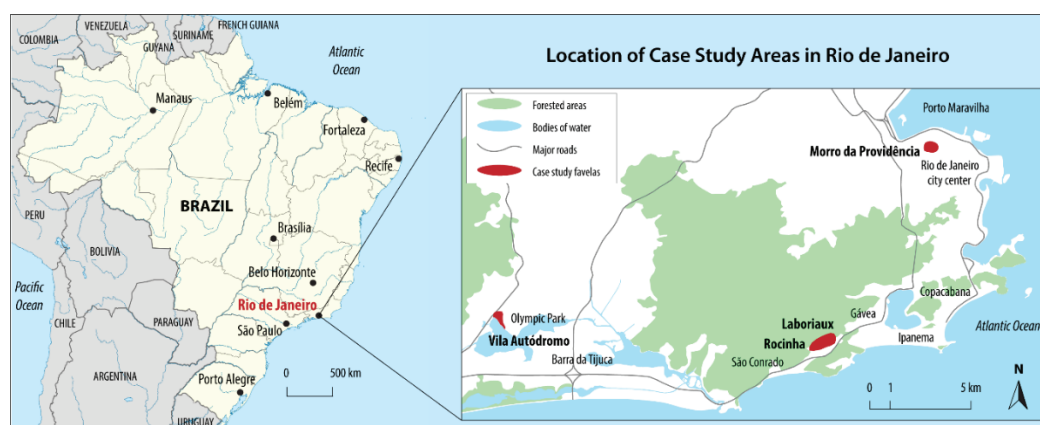 VENEZUELA
FRENCH GUIANA
SURINAME
COLOMBIA
GUYANA
Atlantic
Ocean
Manaus
Belém
Fortaleza
Recife
BRAZIL
PERU
Brasília
BOLIVIA
Belo Horizonte
Pacific
Ocean
Rio de Janeiro
CHILE
PARAGUAY
São Paulo
ARGENTINA
0 500 km
Porto Alegre
URUGUAY
Location of Case Study Areas in Rio de Janeiro
Forested areas
Bodies of water
Major roads
Case study favelas
Porto Maravilha
Morro da Providência
Rio de Janeiro
city center
Copacabana
Olympic Park
Vila Autódromo
Gávea
Laboriaux
Rocinha
Ipanema
Atlantic Ocean
Barra da Tijuca
São Conrado
N
0 1 5 km